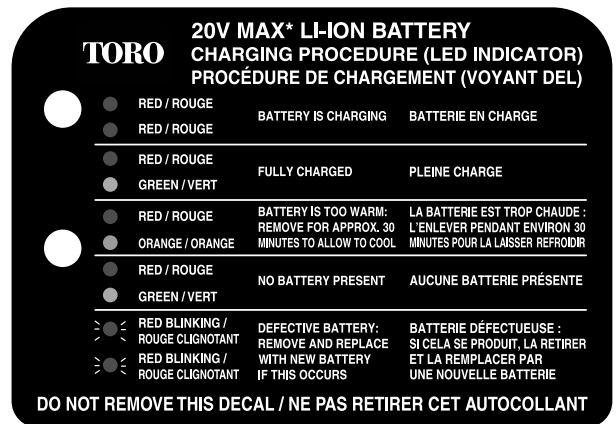 TORO
20V MAX* LI-ION BATTERY
CHARGING PROCEDURE (LED INDICATOR)
PROCÉDURE DE CHARGEMENT (VOYANT DEL)
RED / ROUGE
RED / ROUGE
BATTERY IS CHARGING
BATTERIE EN CHARGE
RED / ROUGE
GREEN / VERT
FULLY CHARGED
PLEINE CHARGE
RED / ROUGE
ORANGE / ORANGE
BATTERY IS TOO WARM:
REMOVE FOR APPROX. 30
MINUTES TO ALLOW TO COOL
LA BATTERIE EST TROP CHAUDE :
L'ENLEVER PENDANT ENVIRON 30
MINUTES POUR LA LAISSER REFROIDIR
RED / ROUGE
GREEN / VERT
NO BATTERY PRESENT
AUCUNE BATTERIE PRÉSENTE
RED BLINKING /
ROUGE CLIGNOTANT
RED BLINKING /
ROUGE CLIGNOTANT
DEFECTIVE BATTERY:
REMOVE AND REPLACE
WITH NEW BATTERY
IF THIS OCCURS
BATTERIE DÉFECTUEUSE :
SI CELA SE PRODUIT, LA RETIRER
ET LA REMPLACER PAR
UNE NOUVELLE BATTERIE
DO NOT REMOVE THIS DECAL / NE PAS RETIRER CET AUTOCOLLANT